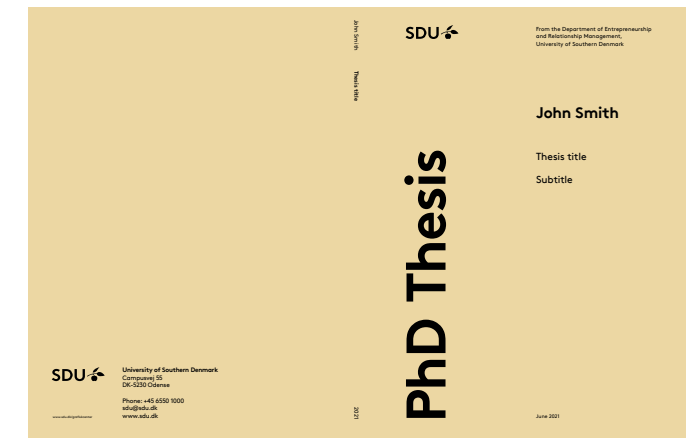 SDU
University of Southern Denmark
Campusvej 55
DK-5230 Odense
Phone: +45 6550 1000
sdu@sdu.dk
www.sdu.dk
John Smith
Thesis title
2021
SDU
PhD Thesis
From the Department of Entrepreneurship
and Relationship Management,
University of Southern Denmark
John Smith
Thesis title
Subtitle
June 2021